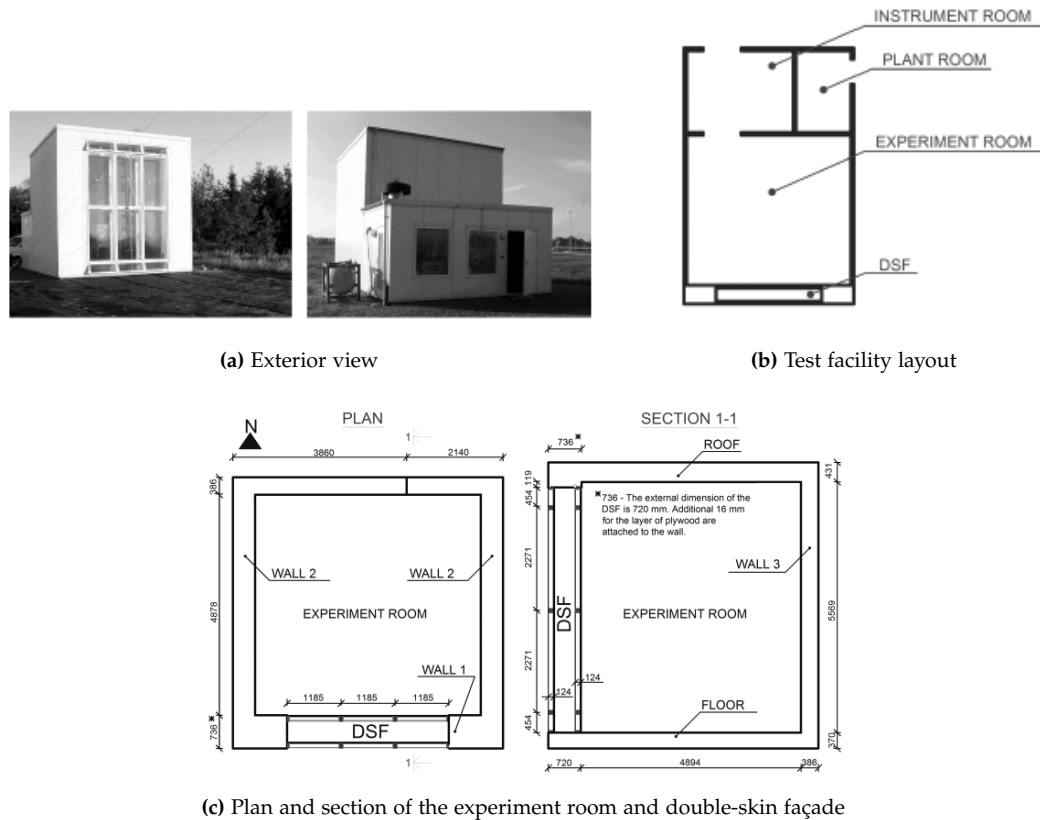 INSTRUMENT ROOM
PLANT ROOM
EXPERIMENT ROOM
DSF
(a) Exterior view
(b) Test facility layout
PLAN
N
1
3860
2140
386
4878
736 *
WALL 2
WALL 2
EXPERIMENT ROOM
WALL 1
1185
1185
1185
DSF
1
SECTION 1-1
736 *
ROOF
119
454
2271
2271
454
* 736 - The external dimension of the
DSF is 720 mm. Additional 16 mm
for the layer of plywood are
attached to the wall.
WALL 3
DSF
EXPERIMENT ROOM
124
124
FLOOR
431
5569
370
720
4894
386
(c) Plan and section of the experiment room and double-skin façade